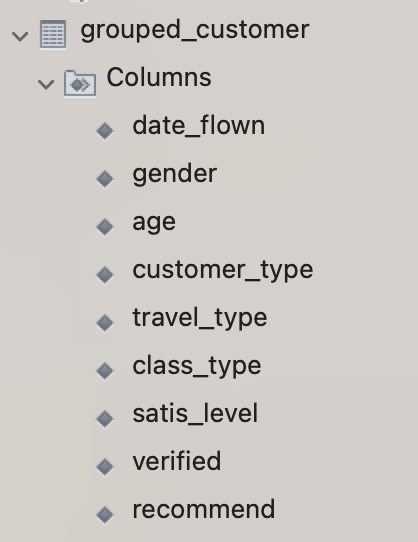 grouped_customer
Columns
date_flown
gender
age
customer_type
travel_type
class_type
satis_level
verified
recommend